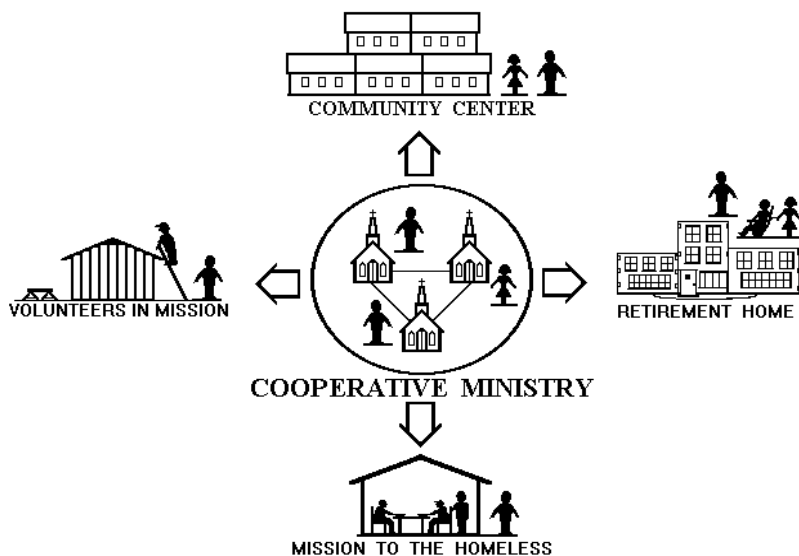 COMMUNITY CENTER
VOLUNTEERS IN MISSION
RETIREMENT HOME
COOPERATIVE MINISTRY
MISSION TO THE HOMELESS